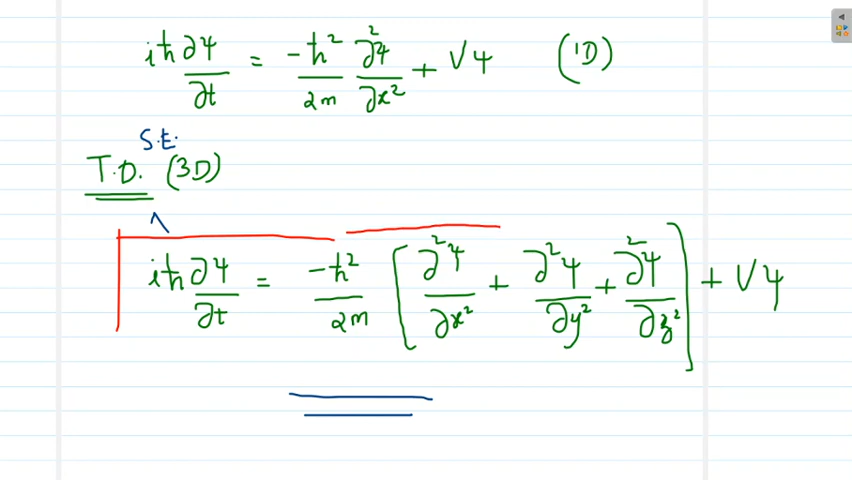 iħ ∂ψ/∂t = -ħ²/2m ∂²ψ/∂x² + Vψ (1D)
S.E.
T.D. (3D)
^
iħ ∂ψ/∂t = -ħ²/2m [∂²ψ/∂x² + ∂²ψ/∂y² + ∂²ψ/∂z²] + Vψ